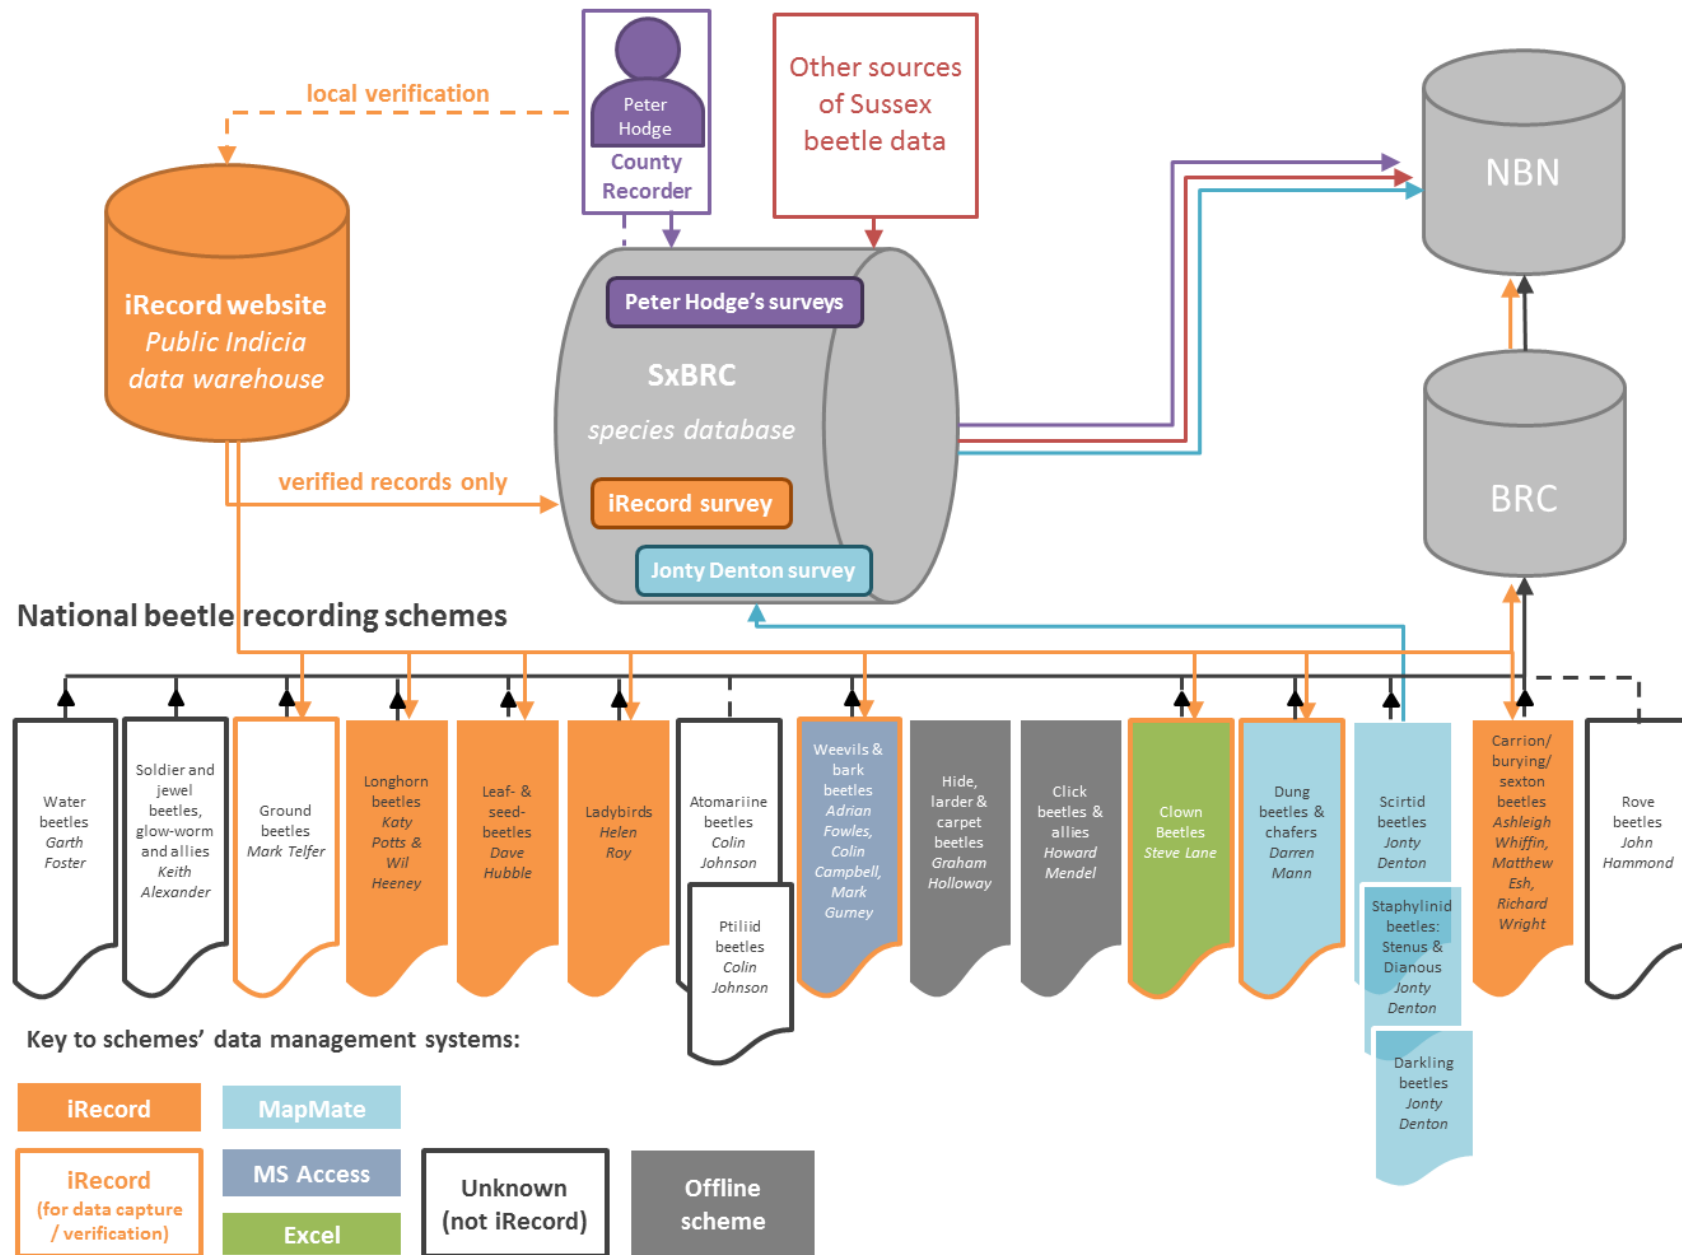 local verification
Peter
Hodge
County
Recorder
Other sources
of Sussex
beetle data
NBN
iRecord website
Public Indicia
data warehouse
Peter Hodge's surveys
SxBRC
species database
verified records only
iRecord survey
Jonty Denton survey
BRC
National beetle recording schemes
Water
beetles
Garth
Foster
Soldier and
jewel
beetles,
glow-worm
and allies
Keith
Alexander
Ground
beetles
Mark Telfer
Longhorn
beetles
Katy
Potts &
Wil
Heeney
Leaf- &
seed-
beetles
Dave
Hubble
Ladybirds
Helen
Roy
Atomariine
beetles
Colin
Johnson
Ptiliid
beetles
Colin
Johnson
Weevils &
bark
beetles
Adrian
Fowles,
Colin
Campbell,
Mark
Gurney
Hide,
larder &
carpet
beetles
Graham
Holloway
Click
beetles &
allies
Howard
Mendel
Clown
Beetles
Steve Lane
Dung
beetles &
chafers
Darren
Mann
Scirtid
beetles
Jonty
Denton
Staphylinid
beetles:
Stenus &
Dianous
Jonty
Denton
Darkling
beetles
Jonty
Denton
Carrion/
burying/
sexton
beetles
Ashleigh
Whiffin,
Matthew
Esh,
Richard
Wright
Rove
beetles
John
Hammond
Key to schemes' data management systems:
iRecord
MapMate
iRecord
(for data capture
/ verification)
MS Access
Excel
Unknown
(not iRecord)
Offline
scheme